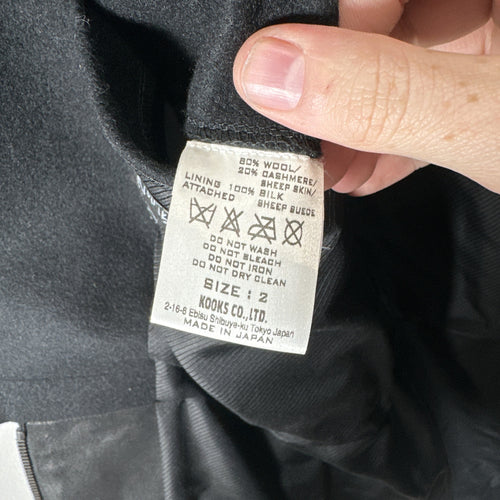 80% WOOL/
20% CASHMERE/
LINING 100% SHEEP SKIN/
SILK
ATTACHED SHEEP SUEDE
DO NOT WASH
DO NOT BLEACH
DO NOT IRON
DO NOT DRY CLEAN
SIZE : 2
KOOKS CO., LTD.
2-16-6 Ebisu Shibuya-ku Tokyo Japan
MADE IN JAPAN